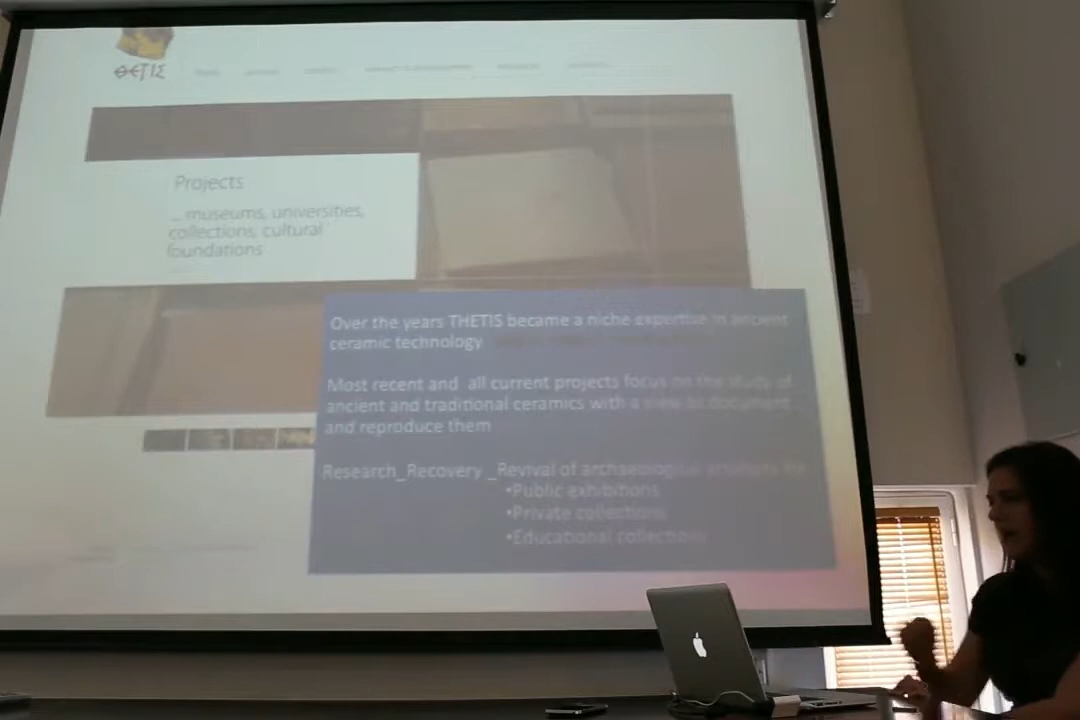 ΘΕΤΙΣ
Projects
_ museums, universities,
collections, cultural
foundations
Over the years THETIS became a niche expertise in ancient
ceramic technology
Most recent and all current projects focus on the study of
ancient and traditional ceramics with a view to document
and reproduce them
Research_Recovery _Revival of archaeological
•Public exhibitions
•Private collections
•Educational collections